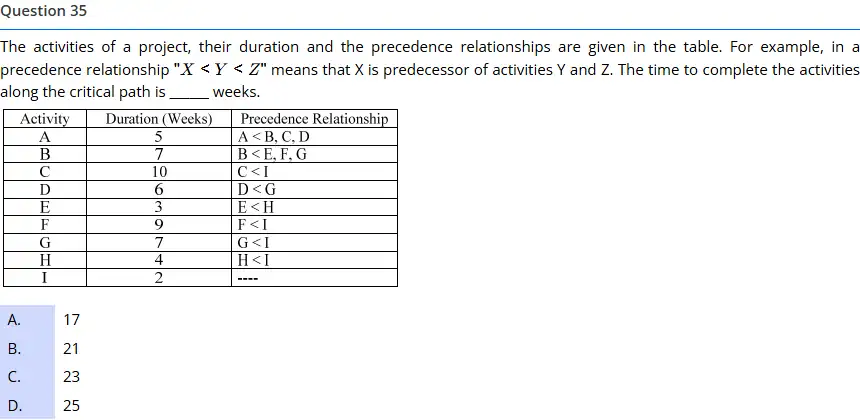 Question 35
The activities of a project, their duration and the precedence relationships are given in the table. For example, in a
precedence relationship "X < Y < Z" means that X is predecessor of activities Y and Z. The time to complete the activities
along the critical path is _____ weeks.
Activity Duration (Weeks) Precedence Relationship
A 5 A < B, C, D
B 7 B < E, F, G
C 10 C < I
D 6 D < G
E 3 E < H
F 9 F < I
G 7 G < I
H 4 H < I
I 2 ----
A. 17
B. 21
C. 23
D. 25